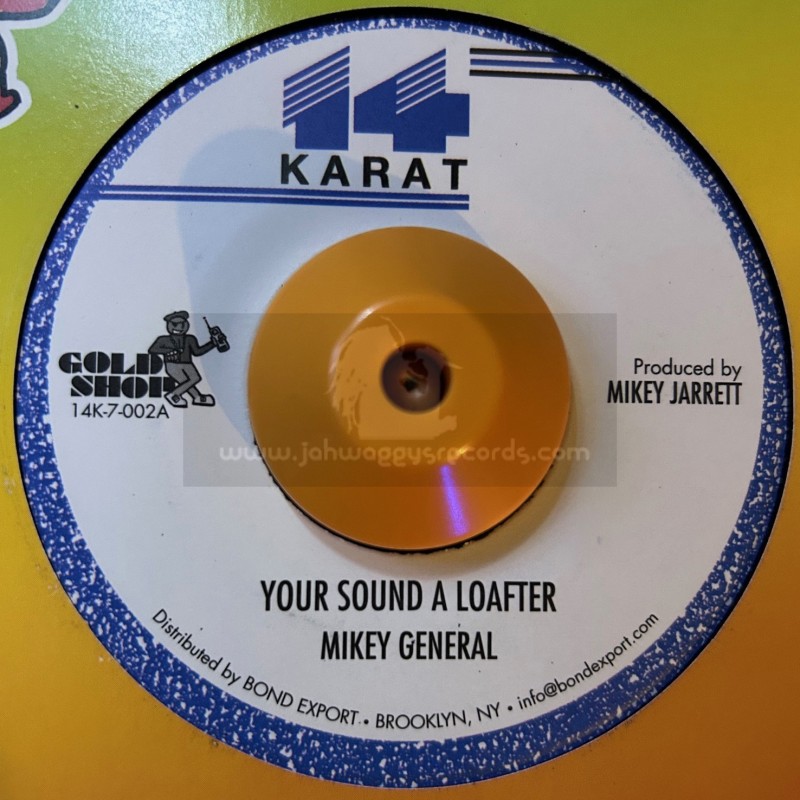 14
KARAT
GOLD
SHOP
14K-7-002A
Produced by
MIKEY JARRETT
www.jahwaggysrecords.com
YOUR SOUND A LOAFTER
MIKEY GENERAL
Distributed by BOND EXPORT • BROOKLYN, NY • info@bondexport.com